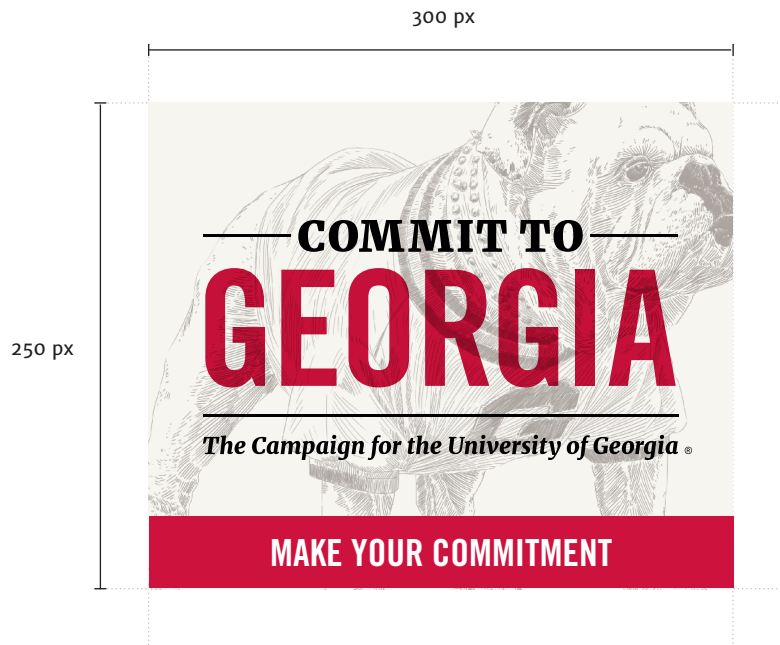 300 px
250 px
COMMIT TO
GEORGIA
The Campaign for the University of Georgia ®
MAKE YOUR COMMITMENT